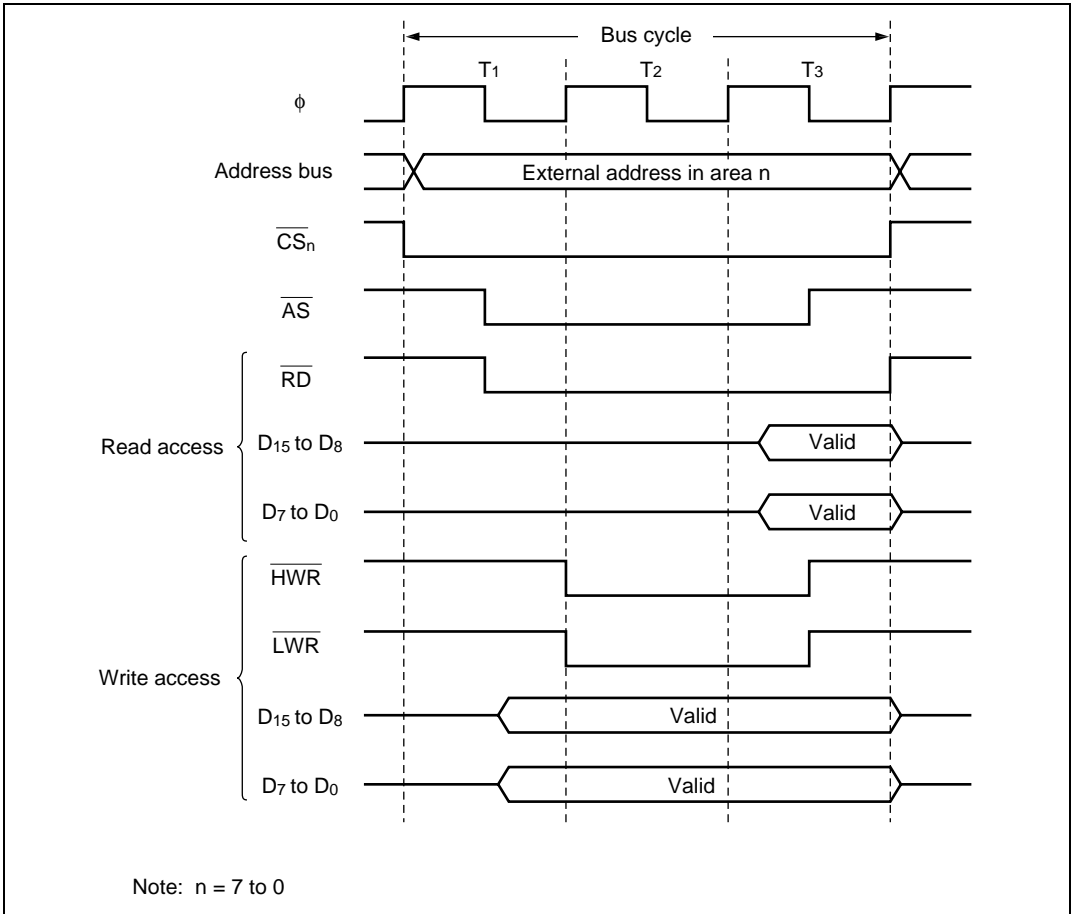 Bus cycle
T1 T2 T3
φ
Address bus
External address in area n
CSn
AS
RD
Read access
D15 to D8
Valid
D7 to D0
Valid
HWR
LWR
Write access
D15 to D8
Valid
D7 to D0
Valid
Note: n = 7 to 0